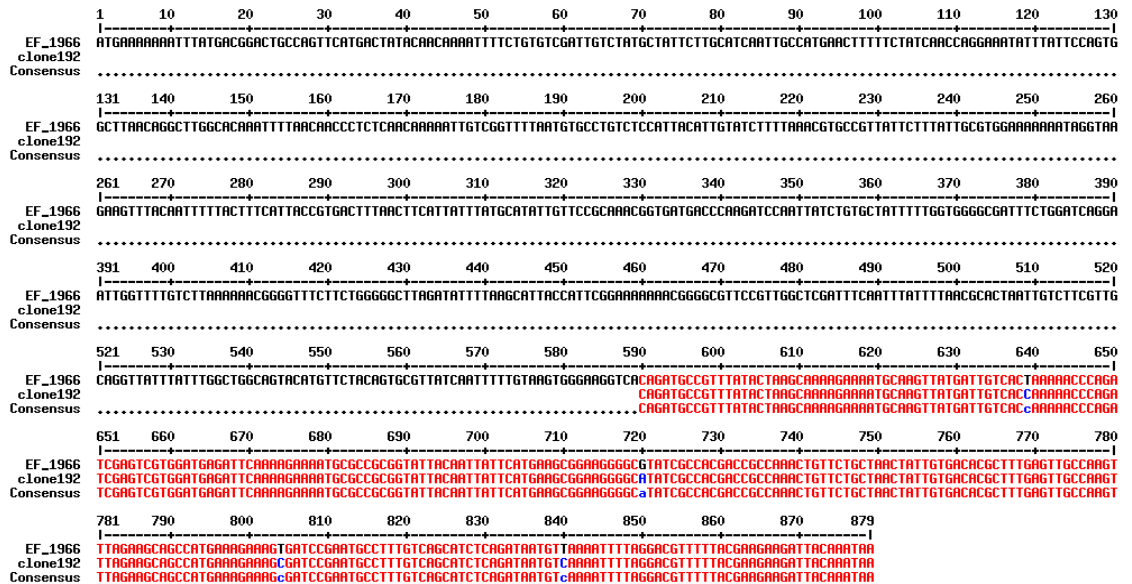 1 10 20 30 40 50 60 70 80 90 100 110 120 130
|--------+---------+---------+---------+---------+---------+---------+---------+---------+---------+---------+---------+---------|
EF_1966 ATGAAAAAAAATTTATGACGGACTGCCAGTTCATGACTATACAACAAAATTTTCTGTGTCGATTGTCTATGCTATTCTTGCATCAATTGCCATGAACTTTTTCTATCAACCAGGAAATATTTATTCCAGTG
clone192
Consensus ..................................................................................................................................
131 140 150 160 170 180 190 200 210 220 230 240 250 260
|--------+---------+---------+---------+---------+---------+---------+---------+---------+---------+---------+---------+---------|
EF_1966 GCTTAACAGGCTTGGCACAAATTTTAACAACCCTCTCAACAAAAATTGTCGGTTTTAATGTGCCTGTCTCCATTACATTGTATCTTTTAAACGTGCCGTTATTCTTTATTGCGTGGAAAAAAATAGGTAA
clone192
Consensus ..................................................................................................................................
261 270 280 290 300 310 320 330 340 350 360 370 380 390
|--------+---------+---------+---------+---------+---------+---------+---------+---------+---------+---------+---------+---------|
EF_1966 GAAGTTTACAATTTTTACTTTCATTACCGTGACTTTAACTTCATTATTTATGCATATTGTTCCGCAAACGGTGATGACCCAAGATCCAATTATCTGTGCTATTTTTGGTGGGGCGATTTCTGGATCAGGA
clone192
Consensus ..................................................................................................................................
391 400 410 420 430 440 450 460 470 480 490 500 510 520
|--------+---------+---------+---------+---------+---------+---------+---------+---------+---------+---------+---------+---------|
EF_1966 ATTGGTTTTGTCTTAAAAAACGGGGTTTCTTCTGGGGGCTTAGATATTTTAAGCATTACCATTCGGAAAAAAACGGGGCGTTCCGTTGGCTCGATTTCAATTTATTTTAACGCACTAATTGTCTTCGTTG
clone192
Consensus ..................................................................................................................................
521 530 540 550 560 570 580 590 600 610 620 630 640 650
|--------+---------+---------+---------+---------+---------+---------+---------+---------+---------+---------+---------+---------|
EF_1966 CAGGTTATTTATTTGGCTGGCAGTACATGTTCTACAGTGCGTTATCAATTTTTGTAAGTGGGAAGGTCACAGATGCCGTTTATACTAAGCAAAAGAAAATGCAAGTTATGATTGTCACTAAAAACCCAGA
clone192 CAGATGCCGTTTATACTAAGCAAAAGAAAATGCAAGTTATGATTGTCACCAAAAACCCAGA
Consensus .....................................................................CAGATGCCGTTTATACTAAGCAAAAGAAAATGCAAGTTATGATTGTCACcAAAAACCCAGA
651 660 670 680 690 700 710 720 730 740 750 760 770 780
|--------+---------+---------+---------+---------+---------+---------+---------+---------+---------+---------+---------+---------|
EF_1966 TCGAGTCGTGGATGAGATTCAAAAGAAAATGCGCCGCGGTATTACAATTATTCATGAAGCGGAAGGGGCGTATCGCCACGACCGCCAAACTGTTCTGCTAACTATTGTGACACGCTTTGAGTTGCCAAGT
clone192 TCGAGTCGTGGATGAGATTCAAAAGAAAATGCGCCGCGGTATTACAATTATTCATGAAGCGGAAGGGGCATATCGCCACGACCGCCAAACTGTTCTGCTAACTATTGTGACACGCTTTGAGTTGCCAAGT
Consensus TCGAGTCGTGGATGAGATTCAAAAGAAAATGCGCCGCGGTATTACAATTATTCATGAAGCGGAAGGGGCaTATCGCCACGACCGCCAAACTGTTCTGCTAACTATTGTGACACGCTTTGAGTTGCCAAGT
781 790 800 810 820 830 840 850 860 870 879
|--------+---------+---------+---------+---------+---------+---------+---------+---------+--------|
EF_1966 TTAGAAGCAGCCATGAAAGAAAGTGATCCGAATGCCTTTGTCAGCATCTCAGATAATGTTAAAATTTTAGGACGTTTTTACGAAGAAGATTACAAATAA
clone192 TTAGAAGCAGCCATGAAAGAAAGCGATCCGAATGCCTTTGTCAGCATCTCAGATAATGTCAAAATTTTAGGACGTTTTTACGAAGAAGATTACAAATAA
Consensus TTAGAAGCAGCCATGAAAGAAAGcGATCCGAATGCCTTTGTCAGCATCTCAGATAATGTcAAAATTTTAGGACGTTTTTACGAAGAAGATTACAAATAA